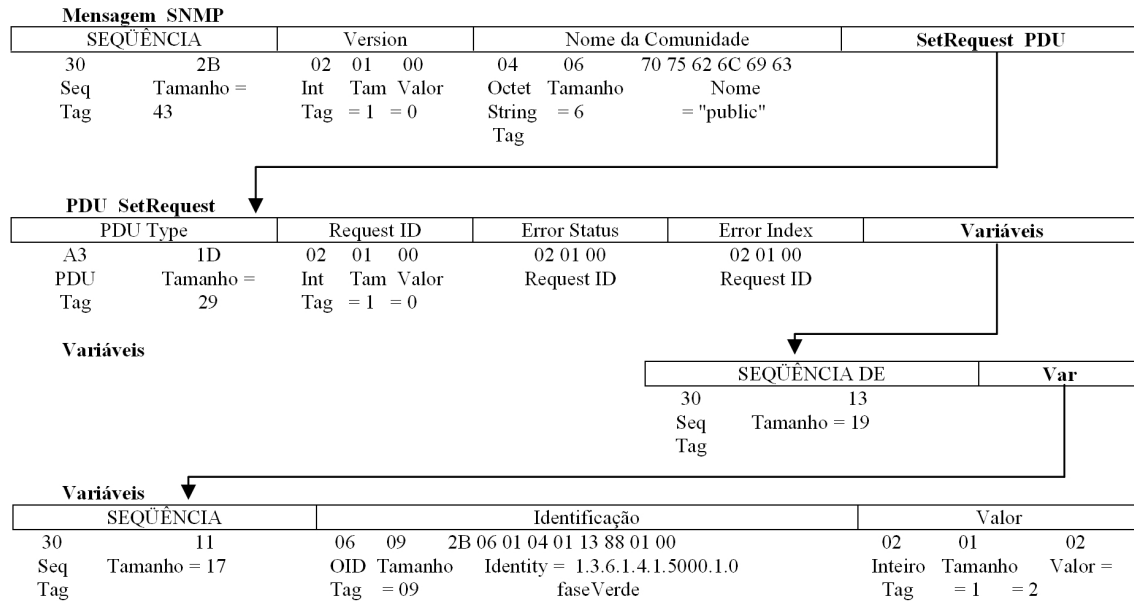 Mensagem SNMP
SEQÜÊNCIA Version Nome da Comunidade SetRequest PDU
30 2B 02 01 00 04 06 70 75 62 6C 69 63
Seq Tamanho = Int Tam Valor Octet Tamanho Nome
Tag 43 Tag = 1 = 0 String = 6 = "public"
Tag
PDU SetRequest
PDU Type Request ID Error Status Error Index Variáveis
A3 1D 02 01 00 02 01 00 02 01 00
PDU Tamanho = Int Tam Valor Request ID Request ID
Tag 29 Tag = 1 = 0
Variáveis
SEQÜÊNCIA DE Var
30 13
Seq Tamanho = 19
Tag
Variáveis
SEQÜÊNCIA Identificação Valor
30 11 06 09 2B 06 01 04 01 13 88 01 00 02 01 02
Seq Tamanho = 17 OID Tamanho Identity = 1.3.6.1.4.1.5000.1.0 Inteiro Tamanho Valor =
Tag Tag = 09 faseVerde Tag = 1 = 2